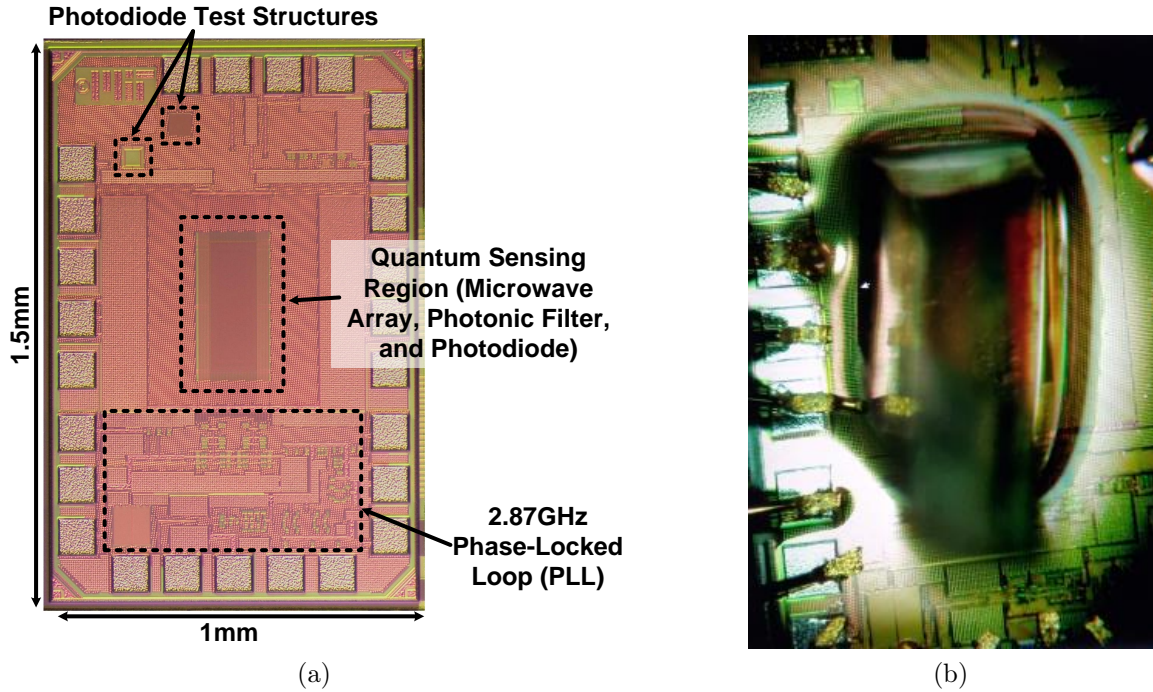 Photodiode Test Structures
Quantum Sensing
Region (Microwave
Array, Photonic Filter,
and Photodiode)
1.5mm
2.87GHz
Phase-Locked
Loop (PLL)
1mm
(a)
(b)